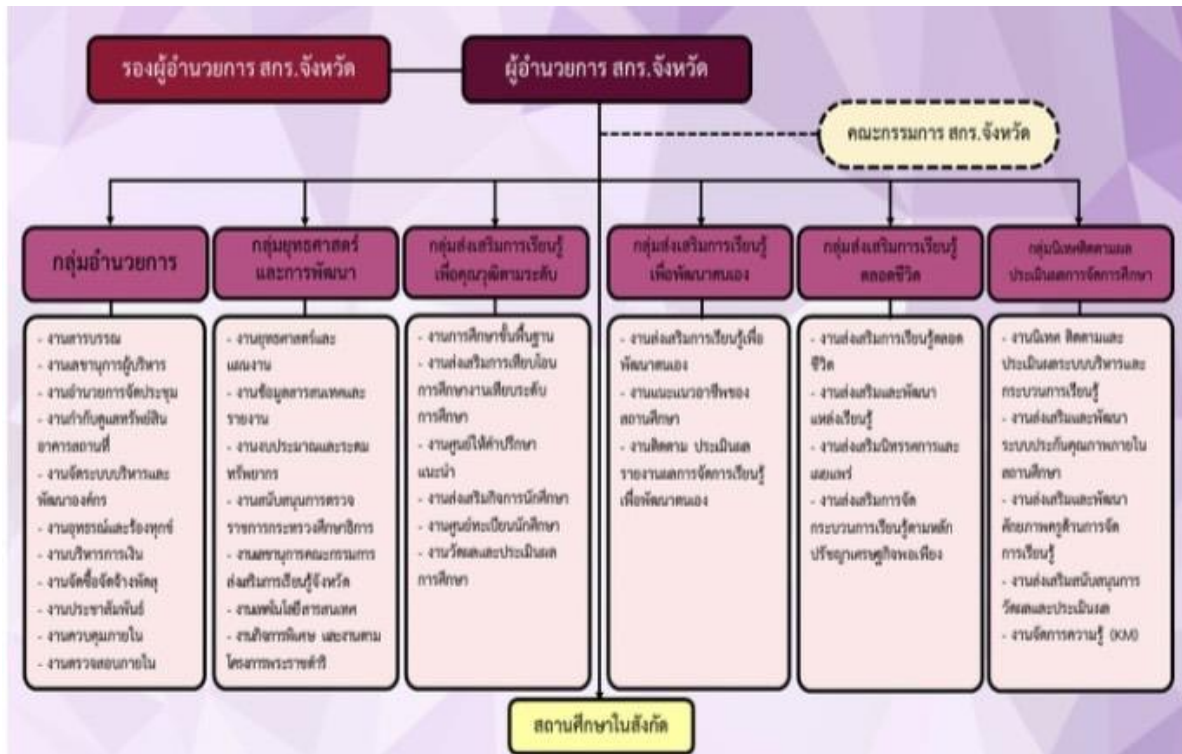 รองผู้อำนวยการ สกร.จังหวัด
ผู้อำนวยการ สกร.จังหวัด
คณะกรรมการ สกร.จังหวัด
กลุ่มอำนวยการ
- งานสารบรรณ
- งานเลขานุการผู้บริหาร
- งานอำนวยการจัดประชุม
- งานกำกับดูแลทรัพย์สิน
อาคารสถานที่
- งานจัดระบบบริหารและ
พัฒนาองค์กร
- งานอุทธรณ์และร้องทุกข์
- งานบริหารการเงิน
- งานจัดซื้อจัดจ้างพัสดุ
- งานประชาสัมพันธ์
- งานควบคุมภายใน
- งานตรวจสอบภายใน
กลุ่มยุทธศาสตร์
และการพัฒนา
- งานยุทธศาสตร์และ
แผนงาน
- งานข้อมูลสารสนเทศและ
รายงาน
- งานงบประมาณและระดม
ทรัพยากร
- งานสนับสนุนการตรวจ
ราชการกระทรวงศึกษาธิการ
- งานเลขานุการคณะกรรมการ
ส่งเสริมการเรียนรู้จังหวัด
- งานเทคโนโลยีสารสนเทศ
- งานกิจการพิเศษ และงานตาม
โครงการพระราชดำริ
กลุ่มส่งเสริมการเรียนรู้
เพื่อคุณวุฒิตามระดับ
- งานการศึกษาขั้นพื้นฐาน
- งานส่งเสริมการเทียบโอน
การศึกษางานเทียบระดับ
การศึกษา
- งานศูนย์ให้คำปรึกษา
แนะนำ
- งานส่งเสริมกิจการนักศึกษา
- งานศูนย์ทะเบียนนักศึกษา
- งานวัดผลและประเมินผล
การศึกษา
กลุ่มส่งเสริมการเรียนรู้
เพื่อพัฒนาตนเอง
- งานส่งเสริมการเรียนรู้เพื่อ
พัฒนาตนเอง
- งานแนะแนวอาชีพของ
สถานศึกษา
- งานติดตาม ประเมินผล
รายงานผลการจัดการเรียนรู้
เพื่อพัฒนาตนเอง
กลุ่มส่งเสริมการเรียนรู้
ตลอดชีวิต
- งานส่งเสริมการเรียนรู้ตลอด
ชีวิต
- งานส่งเสริมและพัฒนา
แหล่งเรียนรู้
- งานส่งเสริมนิทรรศการและ
เผยแพร่
- งานส่งเสริมการจัด
กระบวนการเรียนรู้ตามหลัก
ปรัชญาเศรษฐกิจพอเพียง
กลุ่มนิเทศติดตามผล
ประเมินผลการจัดการศึกษา
- งานนิเทศ ติดตามและ
ประเมินผลระบบบริหารและ
กระบวนการเรียนรู้
- งานส่งเสริมและพัฒนา
ระบบประกันคุณภาพภายใน
สถานศึกษา
- งานส่งเสริมและพัฒนา
ศักยภาพครูด้านการจัด
การเรียนรู้
- งานส่งเสริมสนับสนุนการ
วัดผลและประเมินผล
- งานจัดการความรู้ (KM)
สถานศึกษาในสังกัด